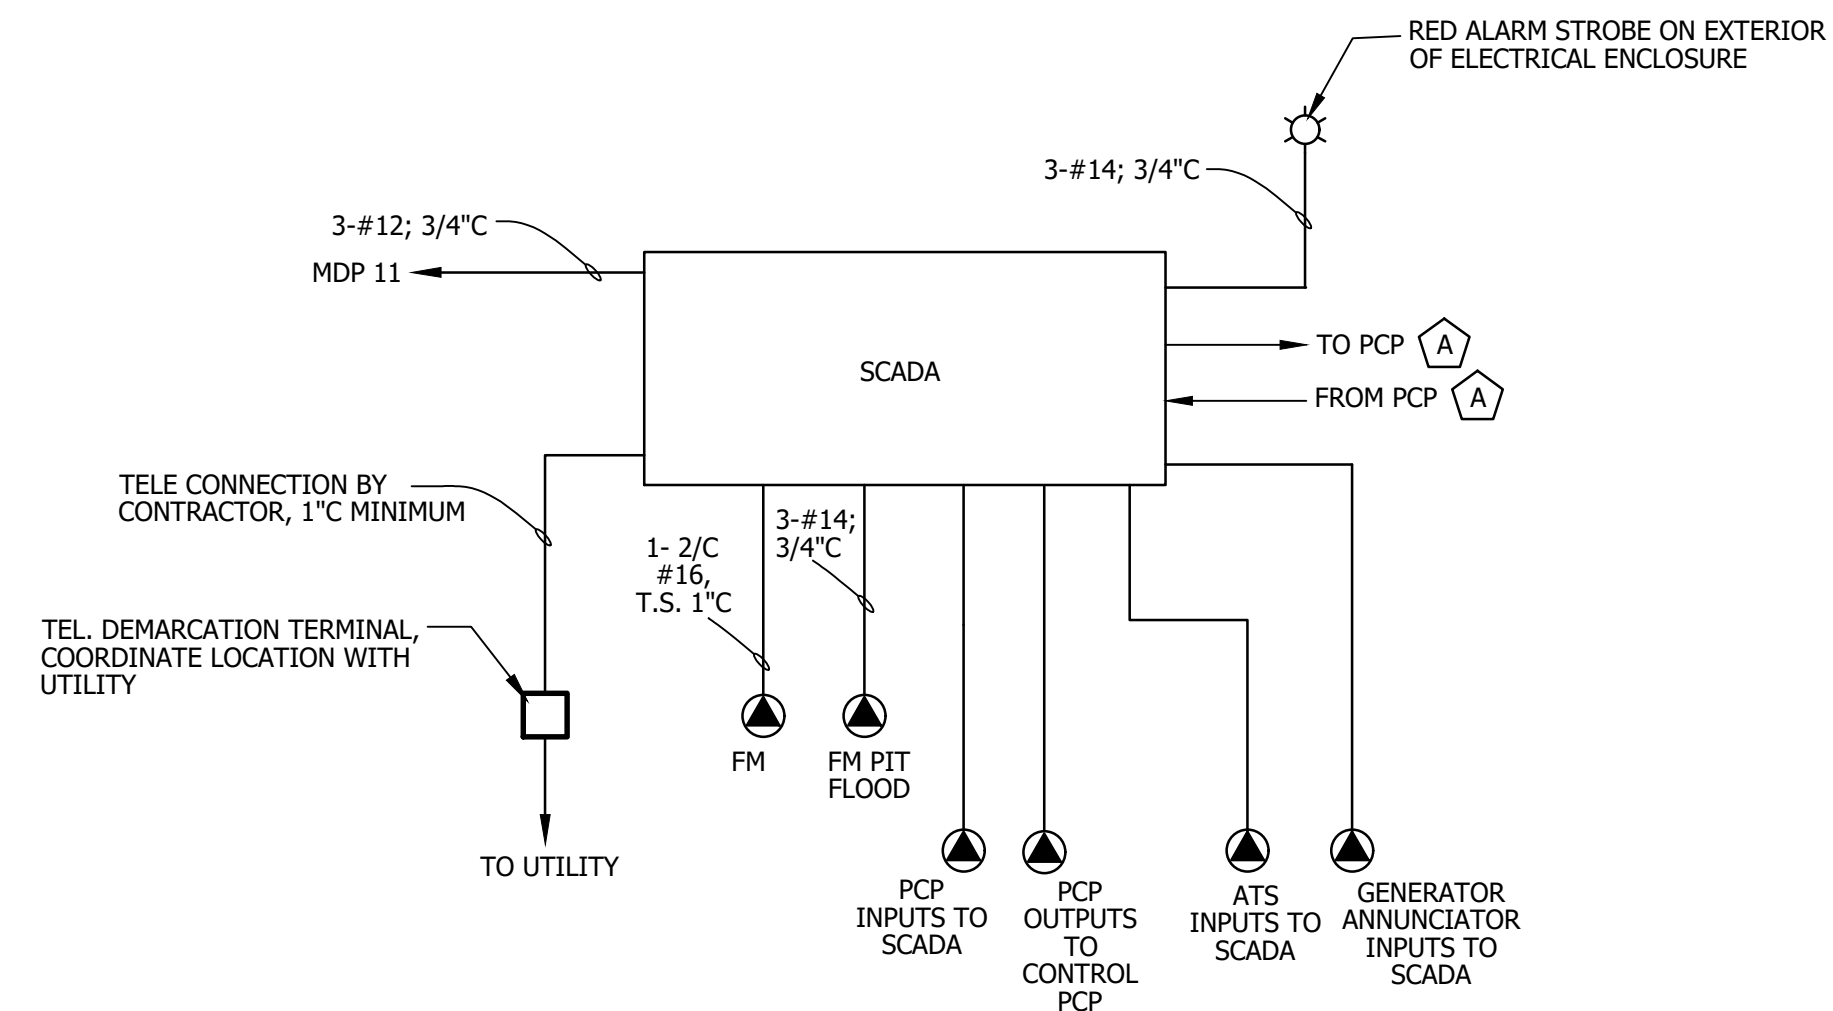 RED ALARM STROBE ON EXTERIOR
OF ELECTRICAL ENCLOSURE
3-#14; 3/4"C
3-#12; 3/4"C
MDP 11
SCADA
TO PCP A
FROM PCP A
TELE CONNECTION BY
CONTRACTOR, 1"C MINIMUM
1- 2/C
#16,
T.S. 1"C
3-#14;
3/4"C
TEL. DEMARCATION TERMINAL,
COORDINATE LOCATION WITH
UTILITY
FM
FM PIT
FLOOD
TO UTILITY
PCP
INPUTS TO
SCADA
PCP
OUTPUTS
TO
CONTROL
PCP
ATS
INPUTS TO
SCADA
GENERATOR
ANNUNCIATOR
INPUTS TO
SCADA